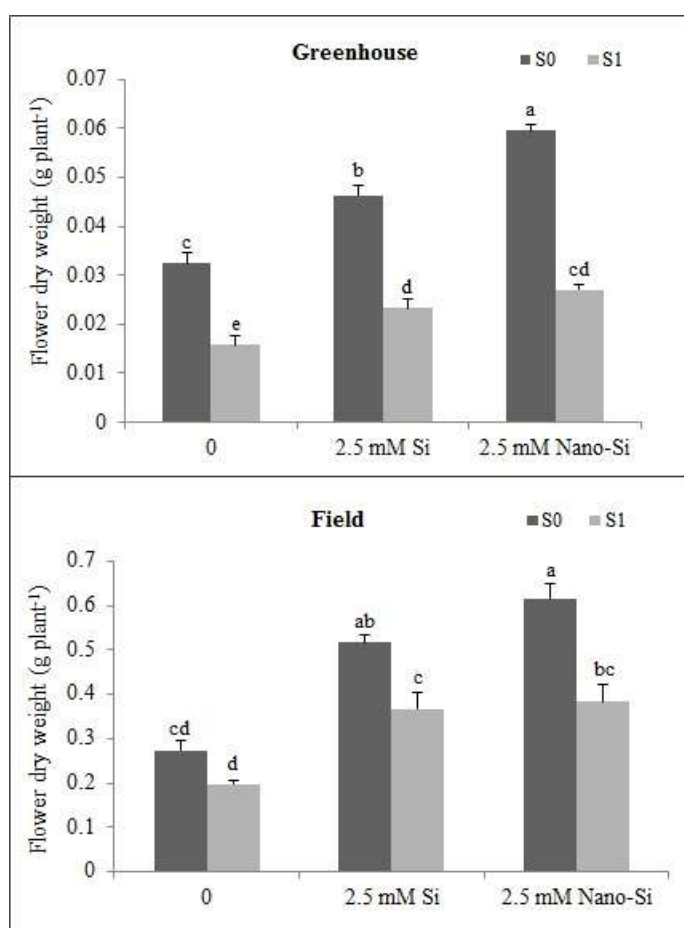 Greenhouse
S0 S1
Flower dry weight (g plant-1)
0.07
0.06
0.05
0.04
0.03
0.02
0.01
0
c
e
b
d
a
cd
0 2.5 mM Si 2.5 mM Nano-Si
Field
S0 S1
Flower dry weight (g plant-1)
0.7
0.6
0.5
0.4
0.3
0.2
0.1
0
cd
d
ab
c
a
bc
0 2.5 mM Si 2.5 mM Nano-Si